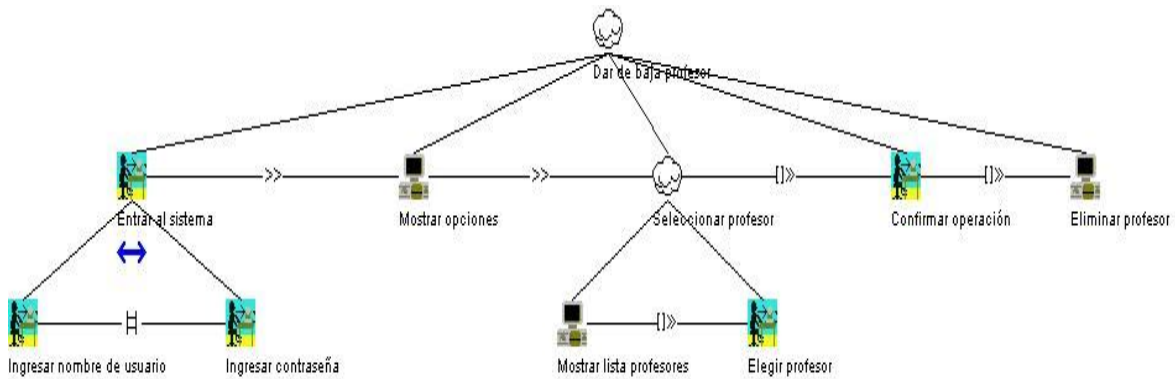 Dar de baja profesor
>>
>>
[]»
[]»
Entrar al sistema
Mostrar opciones
Seleccionar profesor
Confirmar operación
Eliminar profesor
[]»
Ingresar nombre de usuario
Ingresar contraseña
Mostrar lista profesores
Elegir profesor